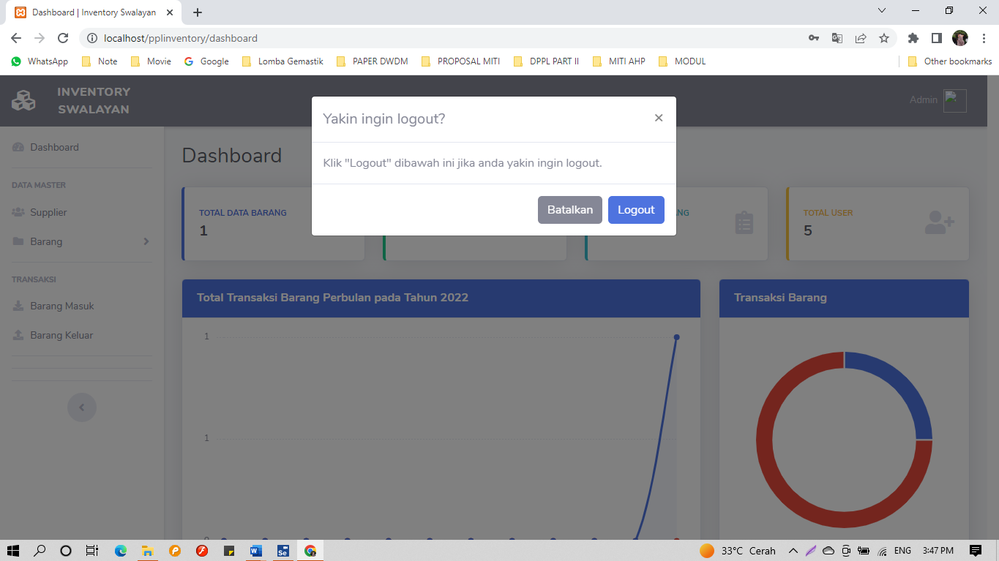 Dashboard | Inventory Swalayan
localhost/pplinventory/dashboard
WhatsApp Note Movie Google Lomba Gemastik PAPER DWDM PROPOSAL MITI DPPL PART II MITI AHP MODUL Other bookmarks
INVENTORY
SWALAYAN
Admin
Yakin ingin logout?
Klik "Logout" dibawah ini jika anda yakin ingin logout.
Batalkan Logout
Dashboard
DATA MASTER
Supplier
Barang
TRANSAKSI
Barang Masuk
Barang Keluar
Dashboard
TOTAL DATA BARANG
1
NG
TOTAL USER
5
Total Transaksi Barang Perbulan pada Tahun 2022
1
1
0
Transaksi Barang
33°C Cerah
ENG
3:47 PM